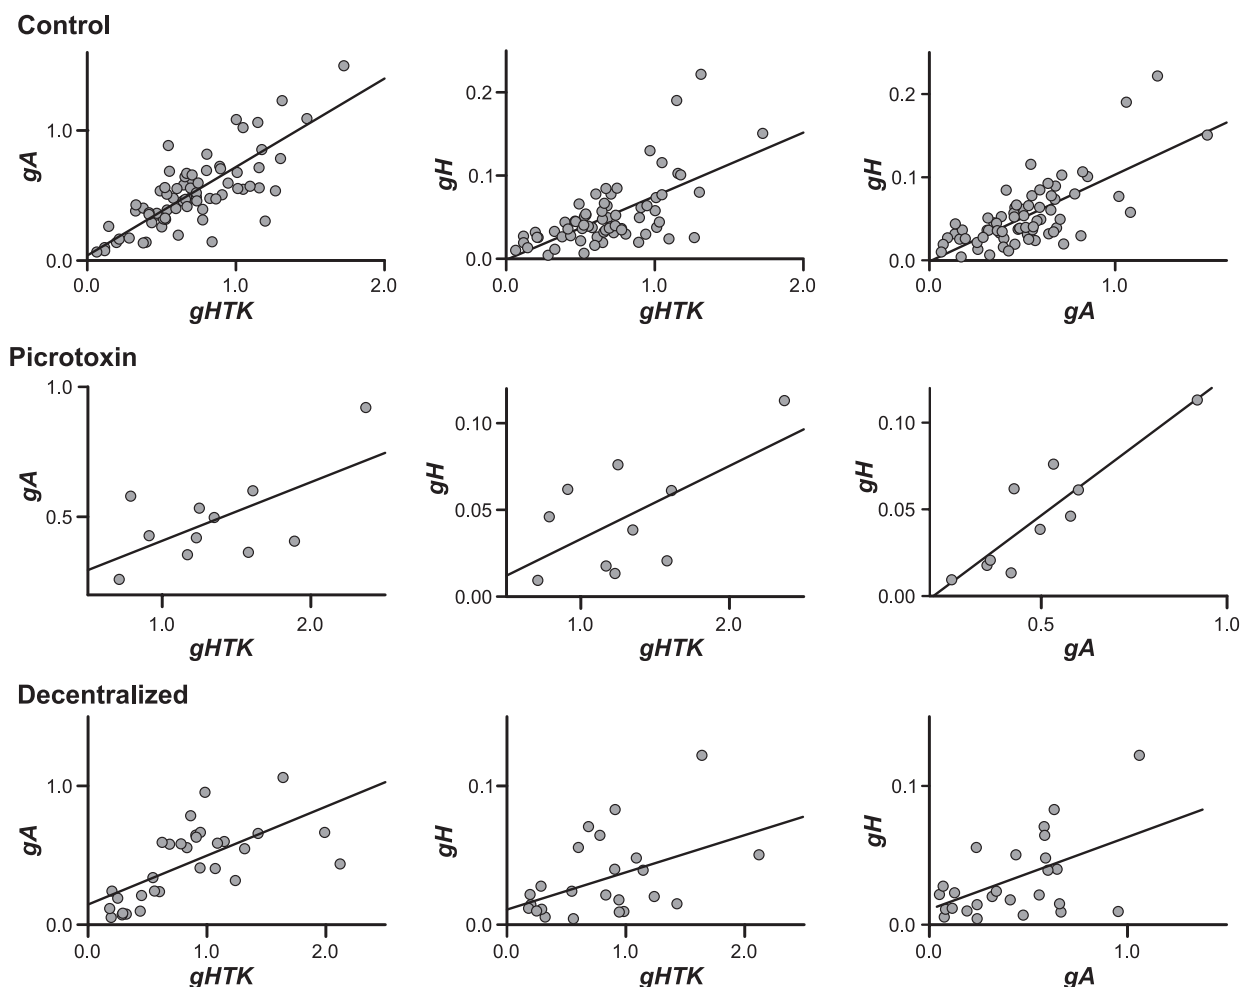 Control
gA
1.0
0.0
0.0 1.0 2.0
gHTK
gH
0.2
0.1
0.0
0.0 1.0 2.0
gHTK
gH
0.2
0.1
0.0
0.0 1.0
gA
Picrotoxin
gA
1.0
0.5
1.0 2.0
gHTK
gH
0.10
0.05
0.00
1.0 2.0
gHTK
gH
0.10
0.05
0.00
0.5 1.0
gA
Decentralized
gA
1.0
0.0
0.0 1.0 2.0
gHTK
gH
0.1
0.0
0.0 1.0 2.0
gHTK
gH
0.1
0.0
0.0 1.0
gA